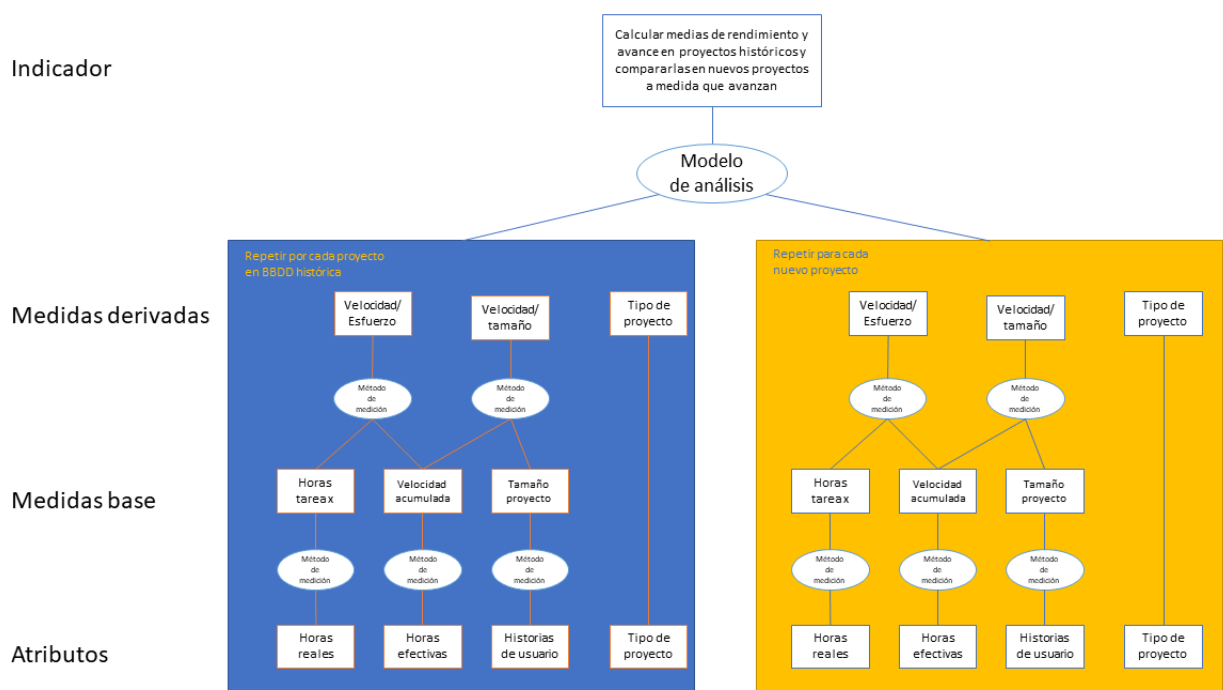 Indicador
Calcular medias de rendimiento y
avance en proyectos históricos y
compararlas en nuevos proyectos
a medida que avanzan
Modelo
de análisis
Repetir por cada proyecto
en BBDD histórica
Repetir para cada
nuevo proyecto
Medidas derivadas
Velocidad/
Esfuerzo
Velocidad/
tamaño
Tipo de
proyecto
Velocidad/
Esfuerzo
Velocidad/
tamaño
Tipo de
proyecto
Método
de
medición
Método
de
medición
Método
de
medición
Método
de
medición
Medidas base
Horas
tarea x
Velocidad
acumulada
Tamaño
proyecto
Horas
tarea x
Velocidad
acumulada
Tamaño
proyecto
Método
de
medición
Método
de
medición
Método
de
medición
Método
de
medición
Método
de
medición
Método
de
medición
Atributos
Horas
reales
Horas
efectivas
Historias
de usuario
Tipo de
proyecto
Horas
reales
Horas
efectivas
Historias
de usuario
Tipo de
proyecto